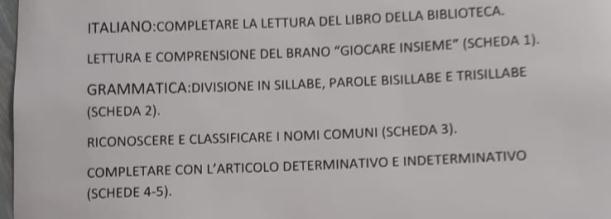 ITALIANO:COMPLETARE LA LETTURA DEL LIBRO DELLA BIBLIOTECA.
LETTURA E COMPRENSIONE DEL BRANO “GIOCARE INSIEME” (SCHEDA 1).
GRAMMATICA:DIVISIONE IN SILLABE, PAROLE BISILLABE E TRISILLABE
(SCHEDA 2).
RICONOSCERE E CLASSIFICARE I NOMI COMUNI (SCHEDA 3).
COMPLETARE CON L’ARTICOLO DETERMINATIVO E INDETERMINATIVO
(SCHEDE 4-5).